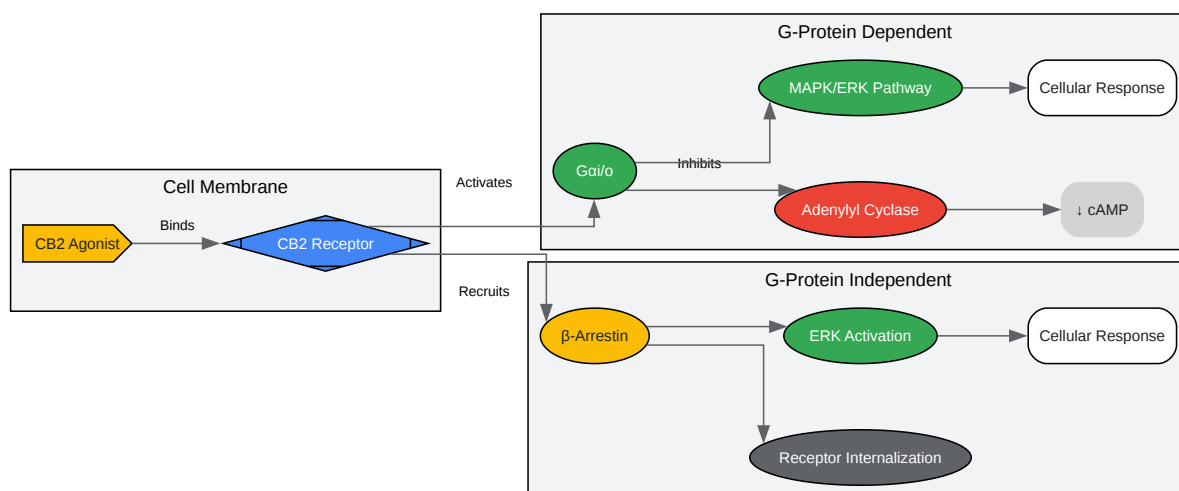 G-Protein Dependent
MAPK/ERK Pathway
Cellular Response
Gαi/o
Inhibits
Adenylyl Cyclase
↓ cAMP
Cell Membrane
Activates
CB2 Agonist
Binds
CB2 Receptor
Recruits
G-Protein Independent
β-Arrestin
ERK Activation
Cellular Response
Receptor Internalization